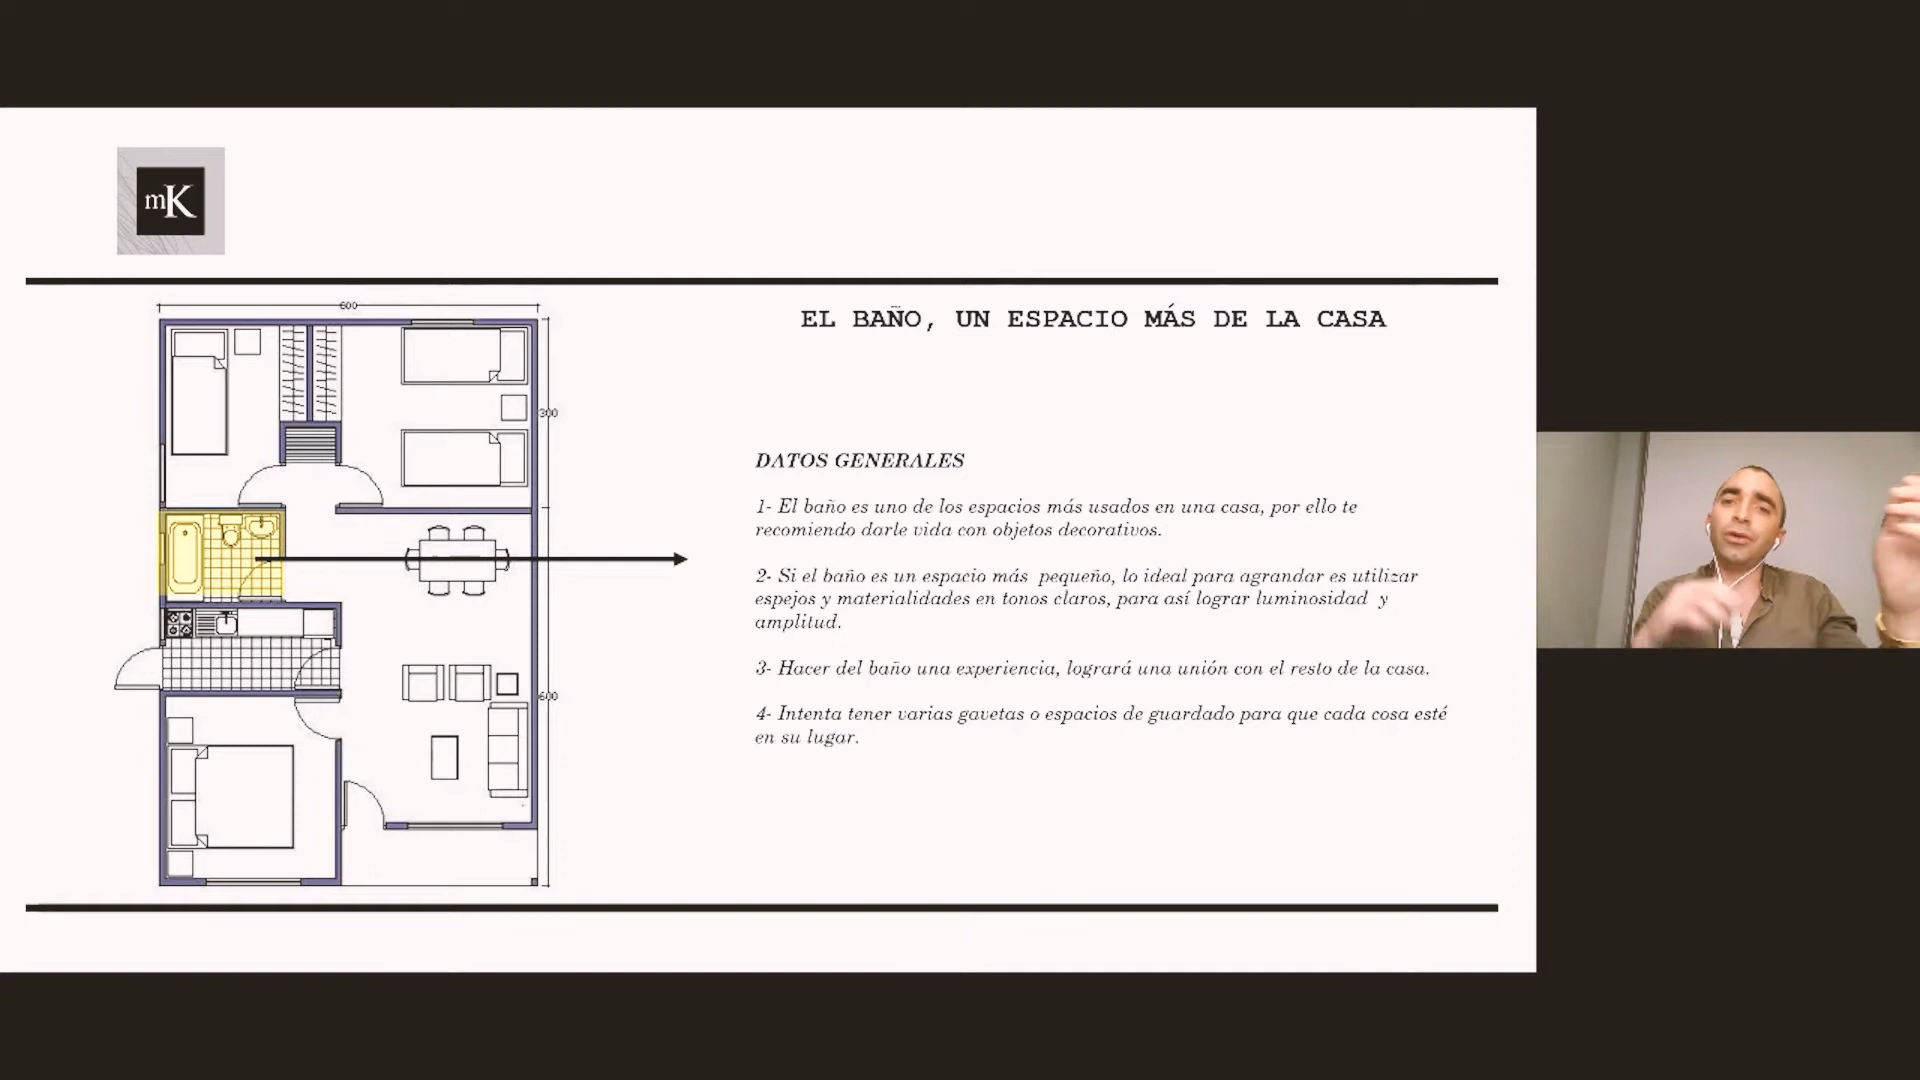 mK
600
EL BAÑO, UN ESPACIO MÁS DE LA CASA
300
DATOS GENERALES
1- El baño es uno de los espacios más usados en una casa, por ello te
recomiendo darle vida con objetos decorativos.
2- Si el baño es un espacio más pequeño, lo ideal para agrandar es utilizar
espejos y materialidades en tonos claros, para así lograr luminosidad y
amplitud.
3- Hacer del baño una experiencia, logrará una unión con el resto de la casa.
600
4- Intenta tener varias gavetas o espacios de guardado para que cada cosa esté
en su lugar.